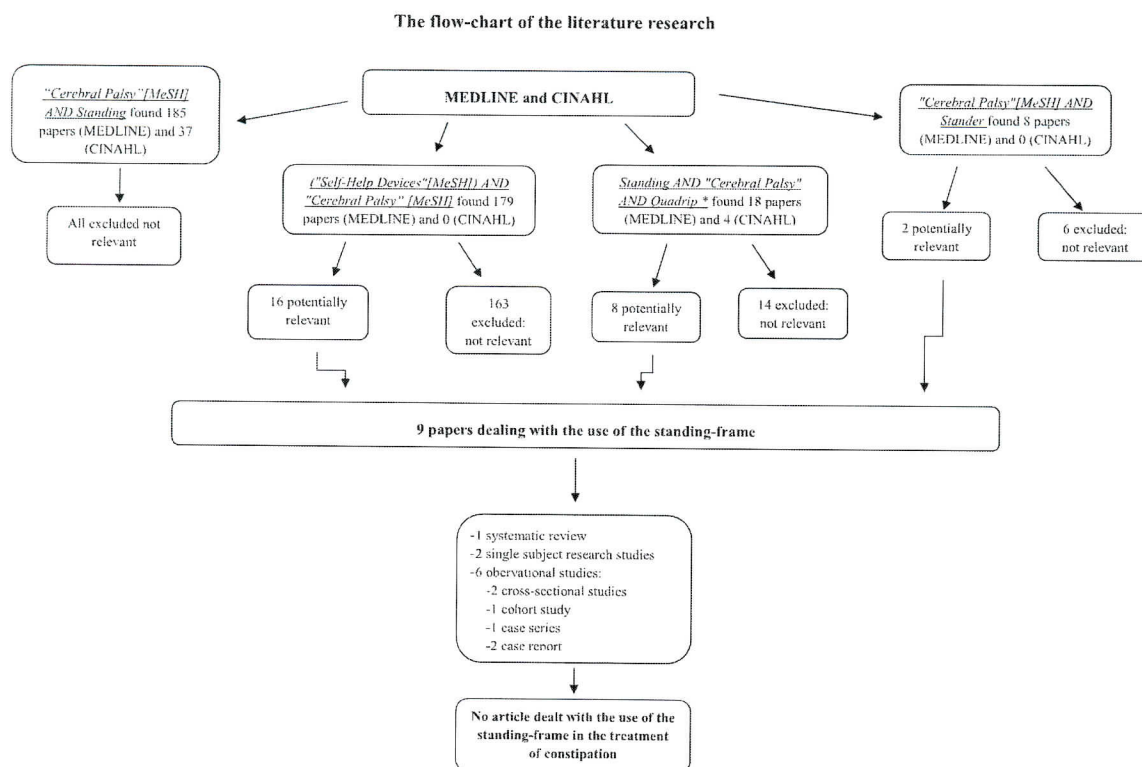 The flow-chart of the literature research
"Cerebral Palsy"[MeSH]
AND Standing found 185
papers (MEDLINE) and 37
(CINAHL)
MEDLINE and CINAHL
"Cerebral Palsy"[MeSH] AND
Stander found 8 papers
(MEDLINE) and 0 (CINAHL)
("Self-Help Devices"[MeSH]) AND
"Cerebral Palsy" [MeSH] found 179
papers (MEDLINE) and 0 (CINAHL)
Standing AND "Cerebral Palsy"
AND Quadrip * found 18 papers
(MEDLINE) and 4 (CINAHL)
All excluded not
relevant
2 potentially
relevant
6 excluded:
not relevant
16 potentially
relevant
163
excluded:
not relevant
8 potentially
relevant
14 excluded:
not relevant
9 papers dealing with the use of the standing-frame
-1 systematic review
-2 single subject research studies
-6 obervational studies:
-2 cross-sectional studies
-1 cohort study
-1 case series
-2 case report
No article dealt with the use of the
standing-frame in the treatment
of constipation